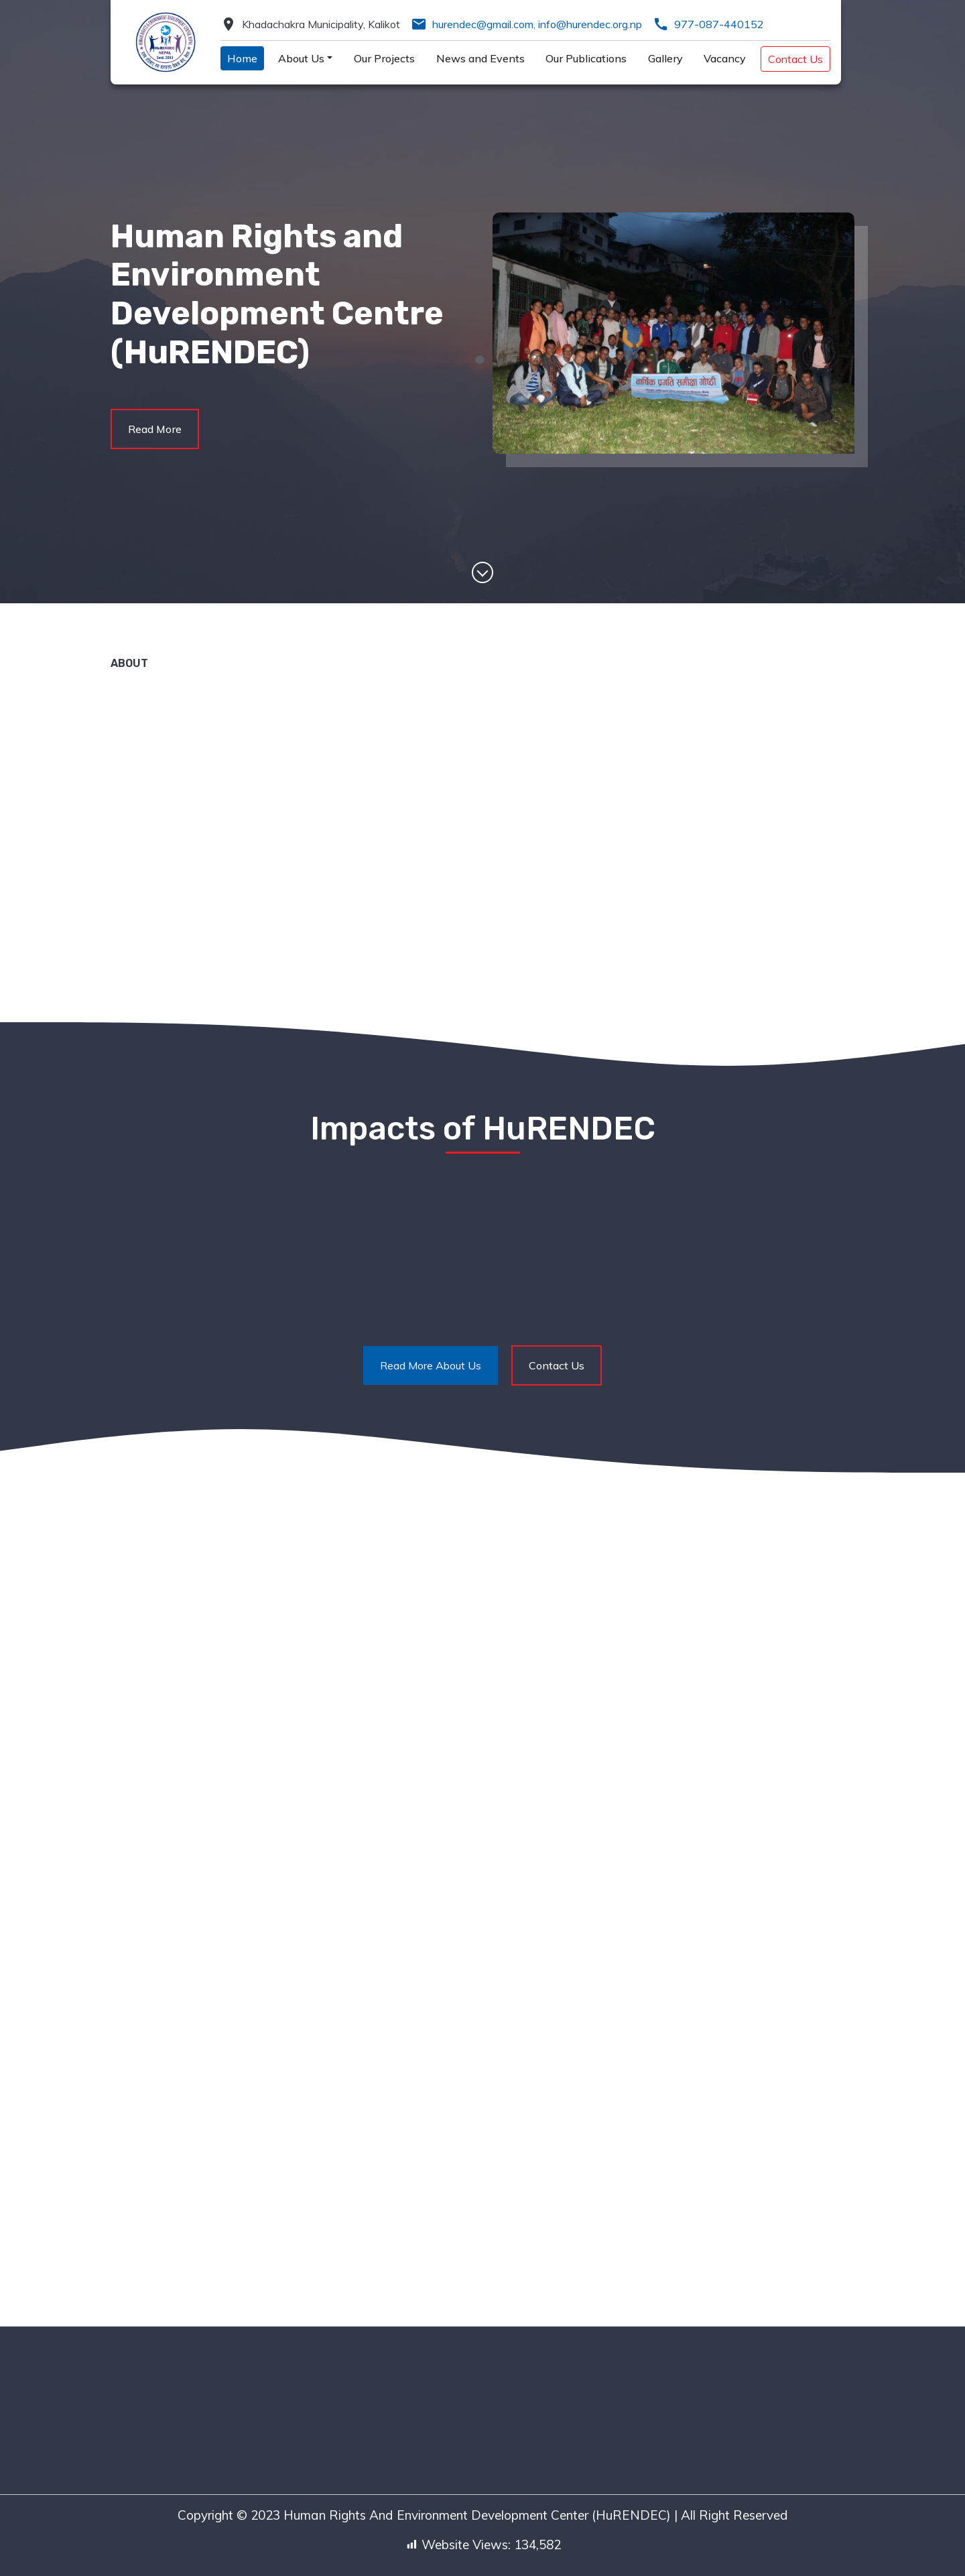 Khadachakra Municipality, Kalikot hurendec@gmail.com, info@hurendec.org.np 977-087-440152
Home About Us Our Projects News and Events Our Publications Gallery Vacancy Contact Us
Human Rights and
Environment
Development Centre
(HuRENDEC)
वार्षिक प्रगति समीक्षा गोष्ठी
Read More
ABOUT
Impacts of HuRENDEC
Read More About Us Contact Us
Copyright © 2023 Human Rights And Environment Development Center (HuRENDEC) | All Right Reserved
Website Views: 134,582